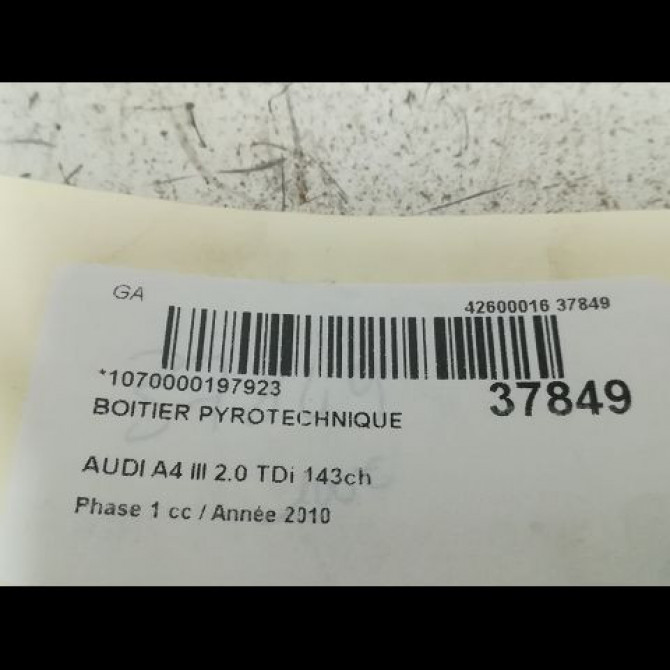 GA
42600016 37849
*1070000197923
37849
BOITIER PYROTECHNIQUE
AUDI A4 III 2.0 TDi 143ch
Phase 1 cc / Année 2010